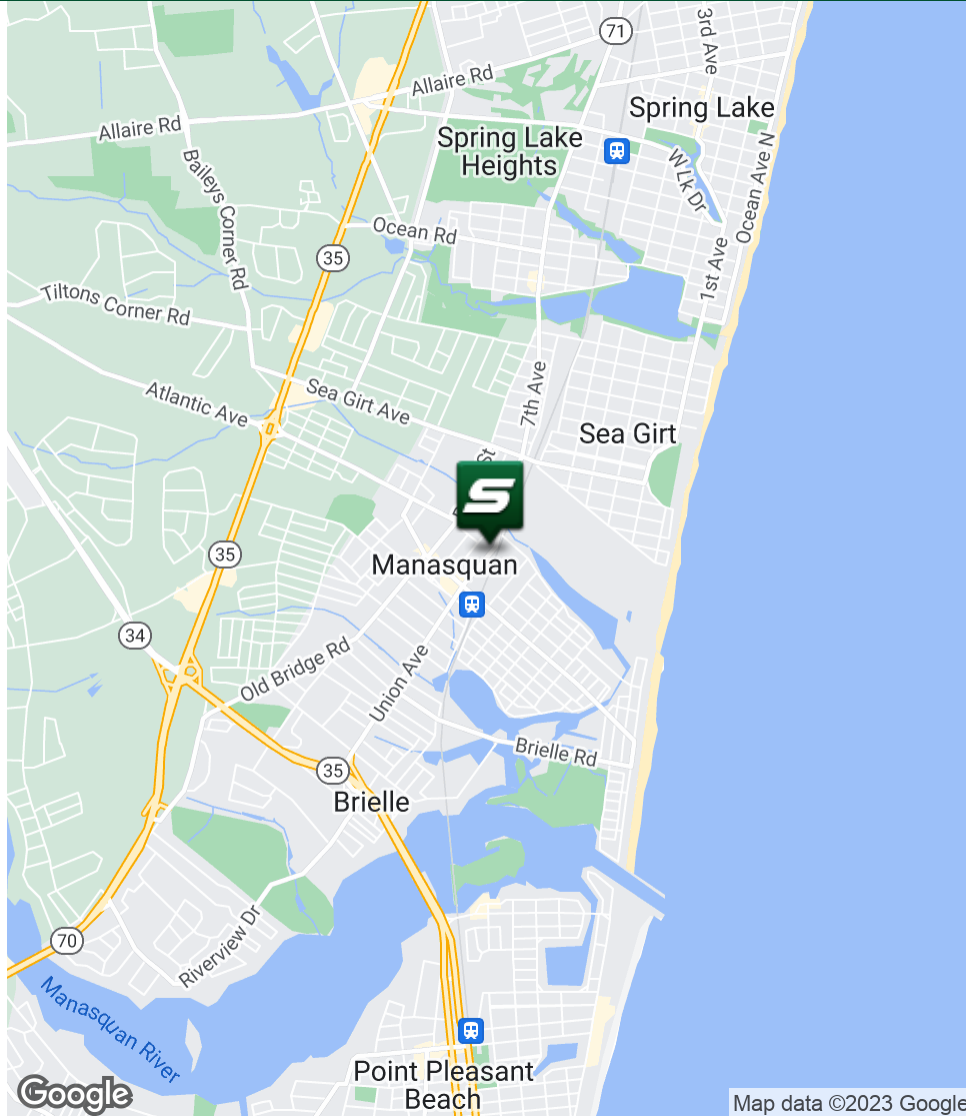 71
3rd Ave
Allaire Rd
Spring Lake
Allaire Rd
Spring Lake
Heights
W Lk Dr
Baileys Corner Rd
Ocean Ave N
Ocean Rd
35
1st Ave
Tiltons Corner Rd
7th Ave
Sea Girt Ave
Atlantic Ave
Sea Girt
St
S
35
Manasquan
34
Old Bridge Rd
Union Ave
Brielle Rd
35
Brielle
70
Riverview Dr
Manasquan River
Point Pleasant
Beach
Google
Map data ©2023 Google